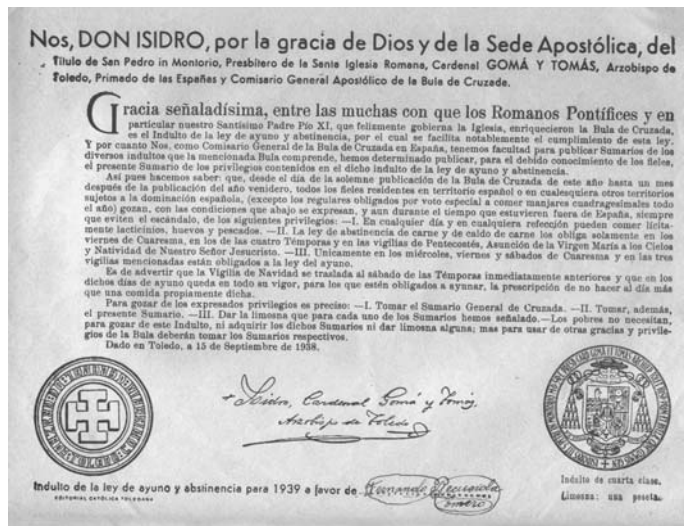 Nos, DON ISIDRO, por la gracia de Dios y de la Sede Apostólica, del
Título de San Pedro in Montorio, Presbítero de la Santa Iglesia Romana, Cardenal GOMÁ Y TOMÁS, Arzobispo de
Toledo, Primado de las Españas y Comisario General Apostólico de la Bula de Cruzada.
Gracia señaladísima, entre las muchas con que los Romanos Pontífices y en
particular nuestro Santísimo Padre Pío XI, que felizmente gobierna la Iglesia, enriquecieron la Bula de Cruzada,
es el Indulto de la ley de ayuno y abstinencia, por el cual se facilita notablemente el cumplimiento de esta ley.
Y por cuanto Nos, como Comisario General de la Bula de Cruzada en España, tenemos facultad para publicar Sumarios de los
diversos indultos que la mencionada Bula comprende, hemos determinado publicar, para el debido conocimiento de los fieles,
el presente Sumario de los privilegios contenidos en el dicho indulto de la ley de ayuno y abstinencia.
Así pues hacemos saber: que, desde el día de la solemne publicación de la Bula de Cruzada de este año hasta un mes
después de la publicación del año venidero, todos los fieles residentes en territorio español o en cualesquiera otros territorios
sujetos a la dominación española, (excepto los regulares obligados por voto especial a comer manjares cuadragesimales todo
el año) gozan, con las condiciones que abajo se expresan, y aun durante el tiempo que estuvieren fuera de España, siempre
que eviten el escándalo, de los siguientes privilegios: —I. En cualquier día y en cualquiera refección pueden comer lícita-
mente lacticinios, huevos y pescados. —II. La ley de abstinencia de carne y de caldo de carne los obliga solamente en los
viernes de Cuaresma, en los de las cuatro Témporas y en las vigilias de Pentecostés, Asunción de la Virgen María a los Cielos
y Natividad de Nuestro Señor Jesucristo. —III. Unicamente en los miércoles, viernes y sábados de Cuaresma y en las tres
vigilias mencionadas están obligados a la ley del ayuno.
Es de advertir que la Vigilia de Navidad se traslada al sábado de las Témporas inmediatamente anteriores y que en los
dichos días de ayuno queda en todo su vigor, para los que estén obligados a ayunar, la prescripción de no hacer al día más
que una comida propiamente dicha.
Para gozar de los expresados privilegios es preciso: —I. Tomar el Sumario General de Cruzada. —II. Tomar, además,
el presente Sumario. —III. Dar la limosna que para cada uno de los Sumarios hemos señalado.—Los pobres no necesitan,
para gozar de este Indulto, ni adquirir los dichos Sumarios ni dar limosna alguna; mas para usar de otras gracias y privile-
gios de la Bula deberán tomar los Sumarios respectivos.
Dado en Toledo, a 15 de Septiembre de 1938.
+ Isidro, Cardenal Gomá y Tomás,
Arzobispo de Toledo
Indulto de la ley de ayuno y abstinencia para 1939 a favor de Fernando
EDITORIAL CATÓLICA TOLEDANA
Indulto de cuarta clase.
Limosna: una peseta.